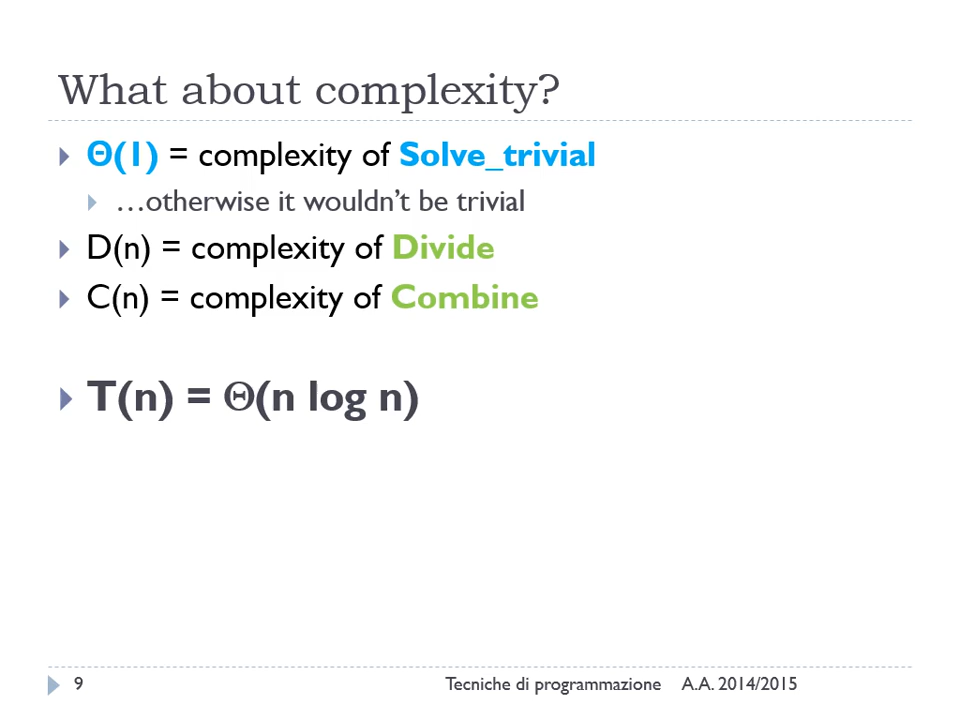 What about complexity?
Θ(1) = complexity of Solve_trivial
…otherwise it wouldn't be trivial
D(n) = complexity of Divide
C(n) = complexity of Combine
T(n) = Θ(n log n)
9 Tecniche di programmazione A.A. 2014/2015